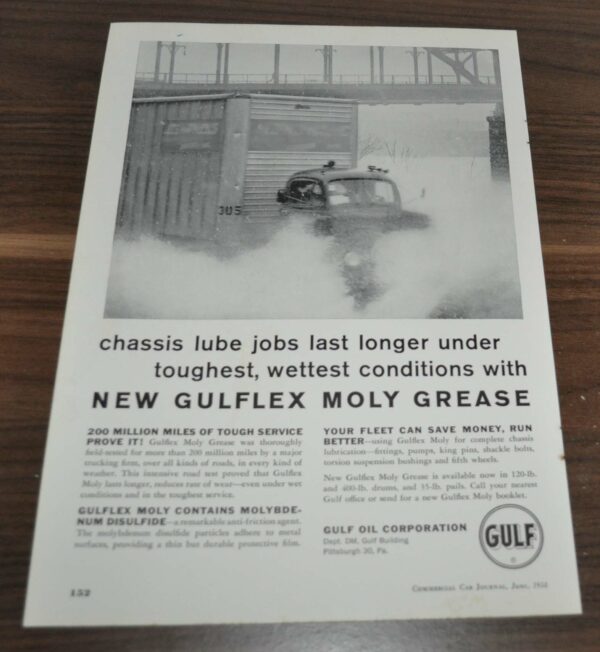 305
chassis lube jobs last longer under
toughest, wettest conditions with
NEW GULFLEX MOLY GREASE
200 MILLION MILES OF TOUGH SERVICE
PROVE IT! Gulflex Moly Grease was thoroughly
field-tested for more than 200 million miles by a major
trucking firm, over all kinds of roads, in every kind of
weather. This intensive road test proved that Gulflex
Moly lasts longer, reduces rate of wear—even under wet
conditions and in the toughest service.
GULFLEX MOLY CONTAINS MOLYBDE-
NUM DISULFIDE—a remarkable anti-friction agent.
The molybdenum disulfide particles adhere to metal
surfaces, providing a thin but durable protective film.
YOUR FLEET CAN SAVE MONEY, RUN
BETTER—using Gulflex Moly for complete chassis
lubrication—fittings, pumps, king pins, shackle bolts,
torsion suspension bushings and fifth wheels.
New Gulflex Moly Grease is available now in 120-lb.
and 400-lb. drums, and 35-lb. pails. Call your nearest
Gulf office or send for a new Gulflex Moly booklet.
GULF OIL CORPORATION
Dept. DM, Gulf Building
Pittsburgh 30, Pa.
GULF
152
COMMERCIAL CAR JOURNAL, June,